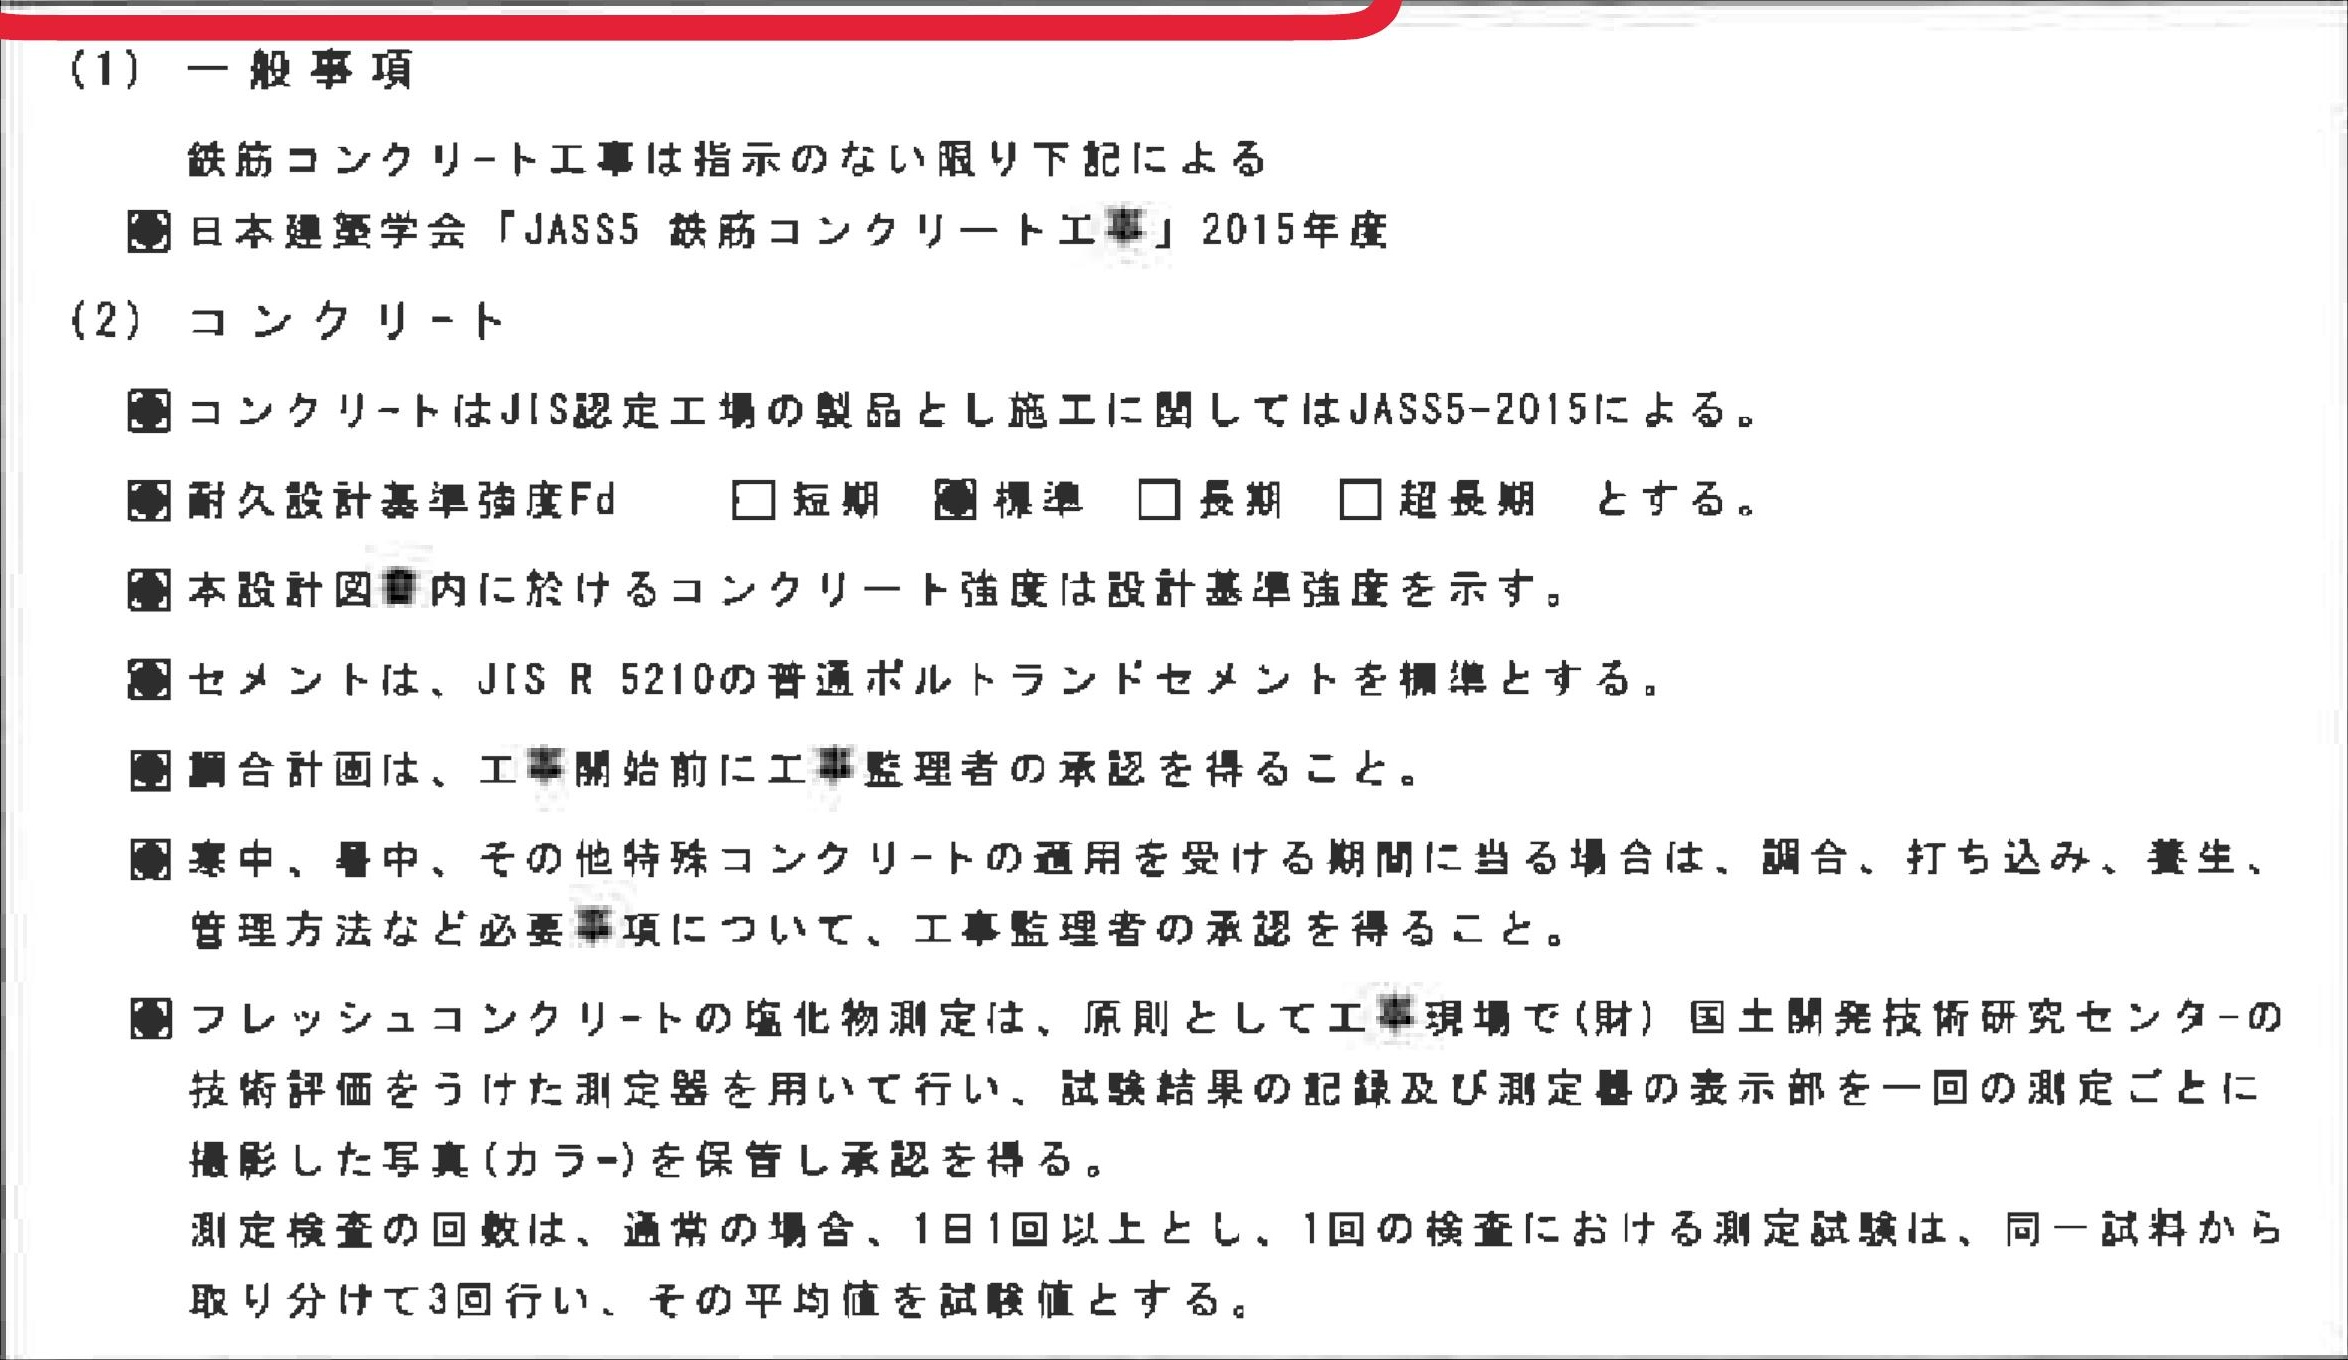 (1) 一般事項
鉄筋コンクリート工事は指示のない限り下記による
日本建築学会「JASS5 鉄筋コンクリート工事」2015年度
(2) コンクリート
コンクリートはJIS認定工場の製品とし施工に関してはJASS5-2015による。
耐久設計基準強度Fd □短期 標準 □長期 □超長期 とする。
本設計図書内に於けるコンクリート強度は設計基準強度を示す。
セメントは、JIS R 5210の普通ポルトランドセメントを標準とする。
調合計画は、工事開始前に工事監理者の承認を得ること。
寒中、暑中、その他特殊コンクリートの適用を受ける期間に当る場合は、調合、打ち込み、養生、
管理方法など必要事項について、工事監理者の承認を得ること。
フレッシュコンクリートの塩化物測定は、原則として工事現場で(財) 国土開発技術研究センターの
技術評価をうけた測定器を用いて行い、試験結果の記録及び測定器の表示部を一回の測定ごとに
撮影した写真(カラー)を保管し承認を得る。
測定検査の回数は、通常の場合、1日1回以上とし、1回の検査における測定試験は、同一試料から
取り分けて3回行い、その平均値を試験値とする。